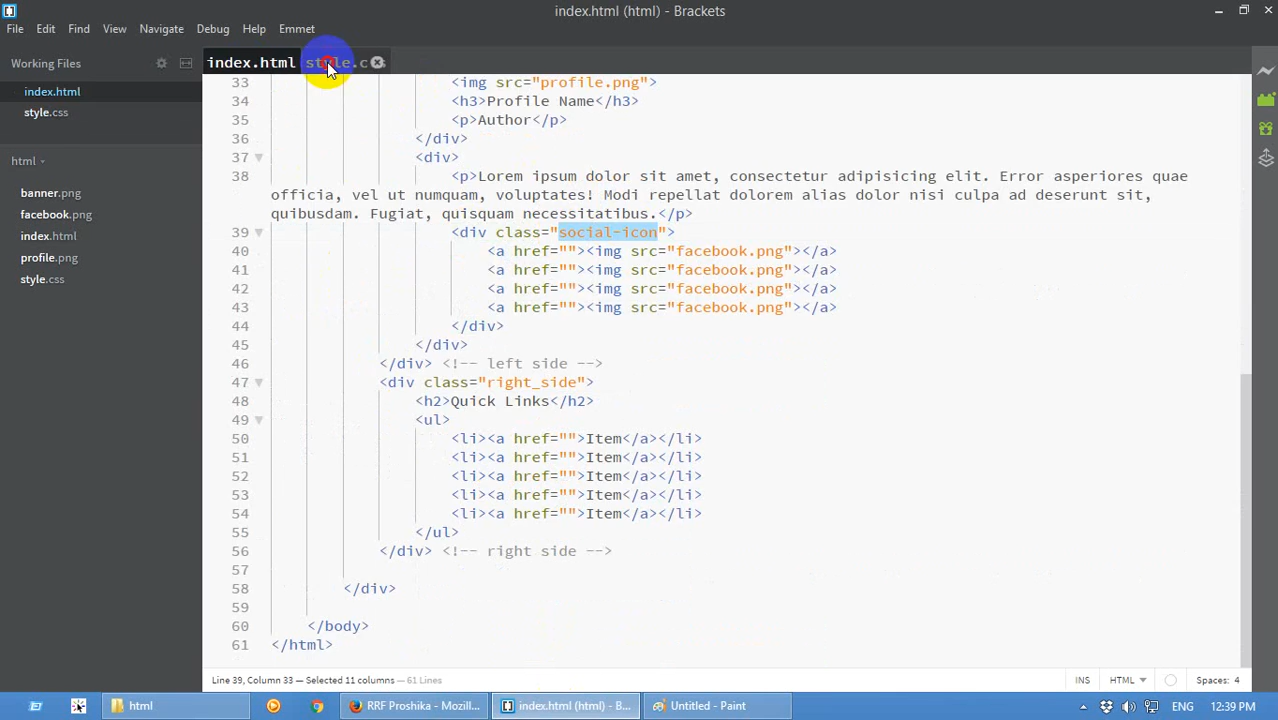 index.html (html) - Brackets
File Edit Find View Navigate Debug Help Emmet
Working Files
index.html
style.css
html
banner.png
facebook.png
index.html
profile.png
style.css
index.html style.c
33 <img src="profile.png">
34 <h3>Profile Name</h3>
35 <p>Author</p>
36 </div>
37 <div>
38 <p>Lorem ipsum dolor sit amet, consectetur adipisicing elit. Error asperiores quae
officia, vel ut numquam, voluptates! Modi repellat dolorem alias dolor nisi culpa ad deserunt sit,
quibusdam. Fugiat, quisquam necessitatibus.</p>
39 <div class="social-icon">
40 <a href=""><img src="facebook.png"></a>
41 <a href=""><img src="facebook.png"></a>
42 <a href=""><img src="facebook.png"></a>
43 <a href=""><img src="facebook.png"></a>
44 </div>
45 </div>
46 </div> <!-- left side -->
47 <div class="right_side">
48 <h2>Quick Links</h2>
49 <ul>
50 <li><a href="">Item</a></li>
51 <li><a href="">Item</a></li>
52 <li><a href="">Item</a></li>
53 <li><a href="">Item</a></li>
54 <li><a href="">Item</a></li>
55 </ul>
56 </div> <!-- right side -->
57
58 </div>
59
60 </body>
61 </html>
Line 39, Column 33 — Selected 11 columns — 61 Lines INS HTML Spaces: 4
html RRF Proshika - Mozill... index.html (html) - B... Untitled - Paint ENG 12:39 PM